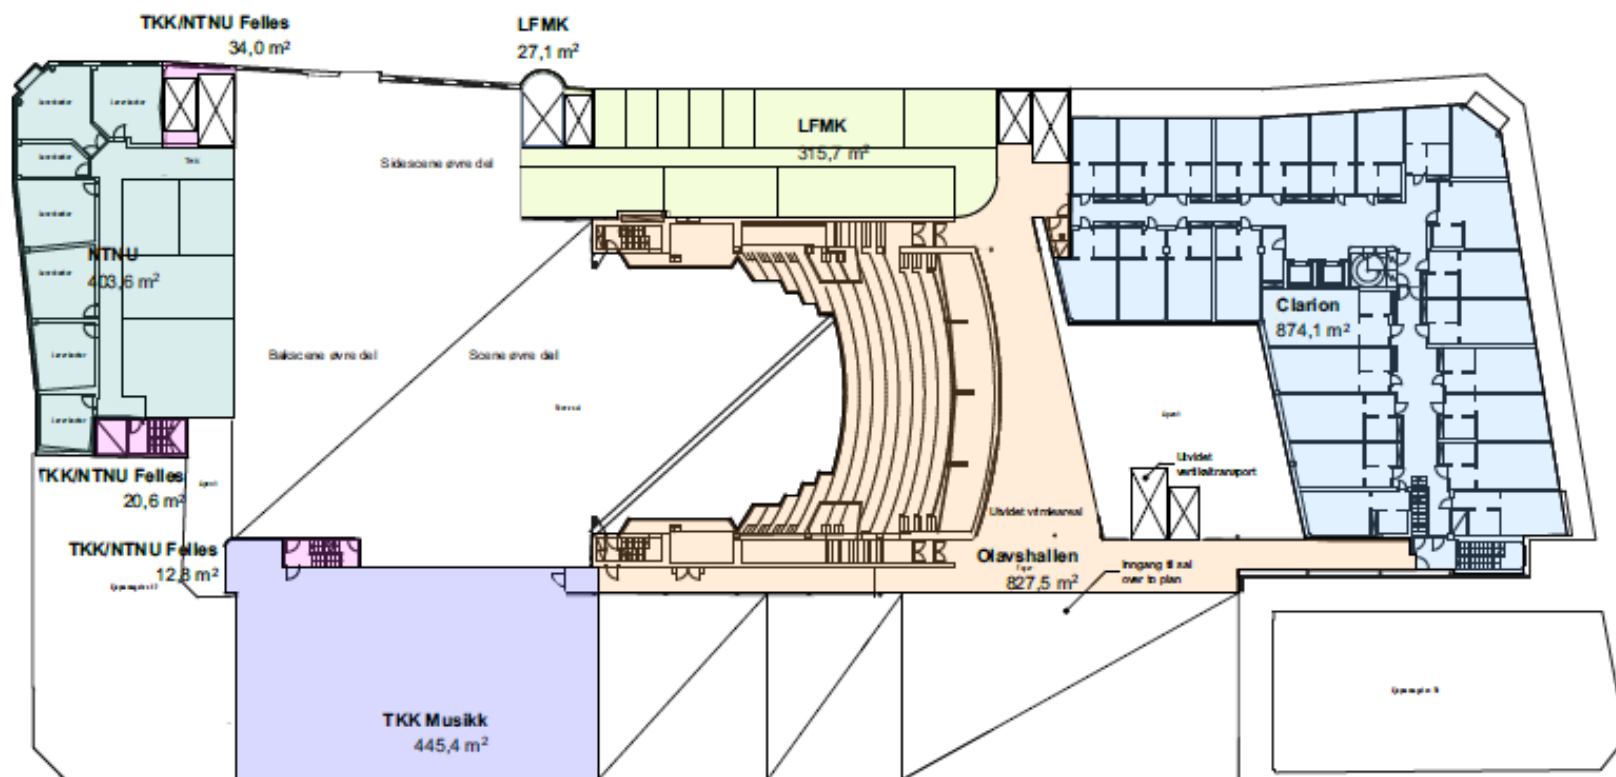 TKK/NTNU Felles
34,0 m²
LFMK
27,1 m²
LFMK
315,7 m²
Sidescene øvre del
NTNU
403,6 m²
Clarion
874,1 m²
Bakscene øvre del
Scene øvre del
Utvidet
vertikaltransport
TKK/NTNU Felles
20,6 m²
Utvidet vrimleareal
TKK/NTNU Felles
12,8 m²
Olavshallen
827,5 m²
Inngang til sal
over to plan
TKK Musikk
445,4 m²